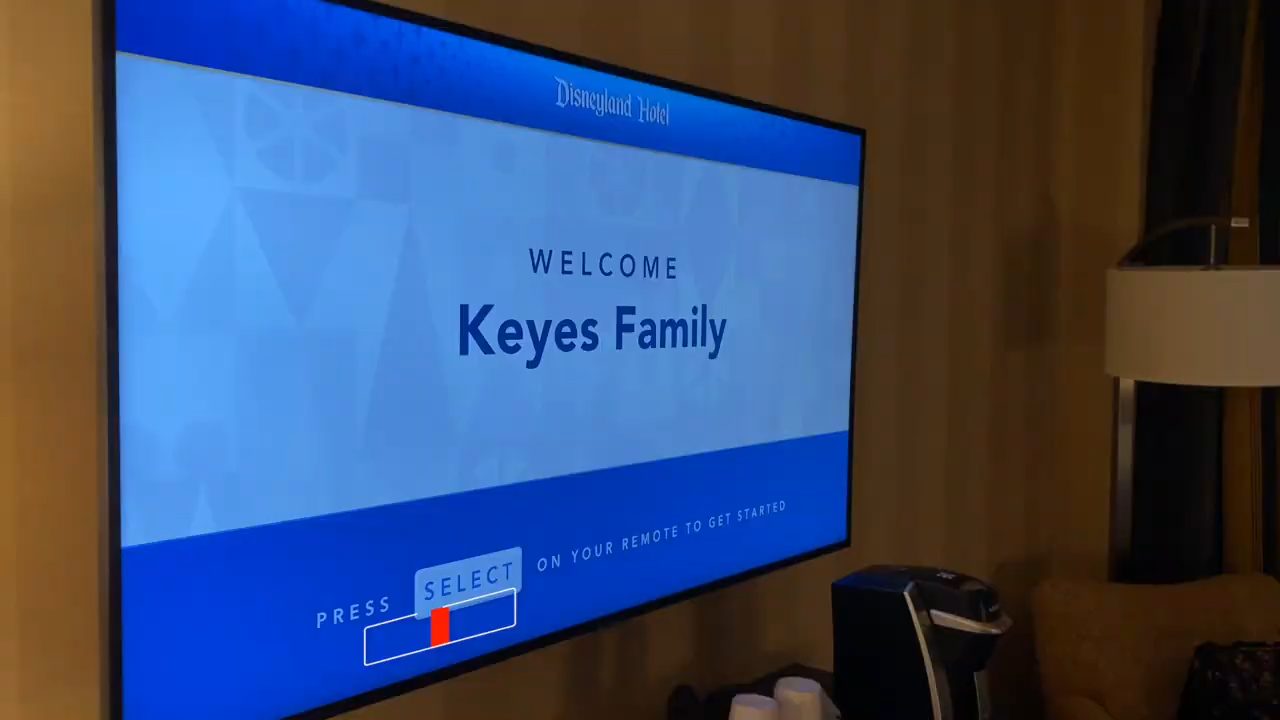 Disneyland Hotel
WELCOME
Keyes Family
PRESS SELECT ON YOUR REMOTE TO GET STARTED